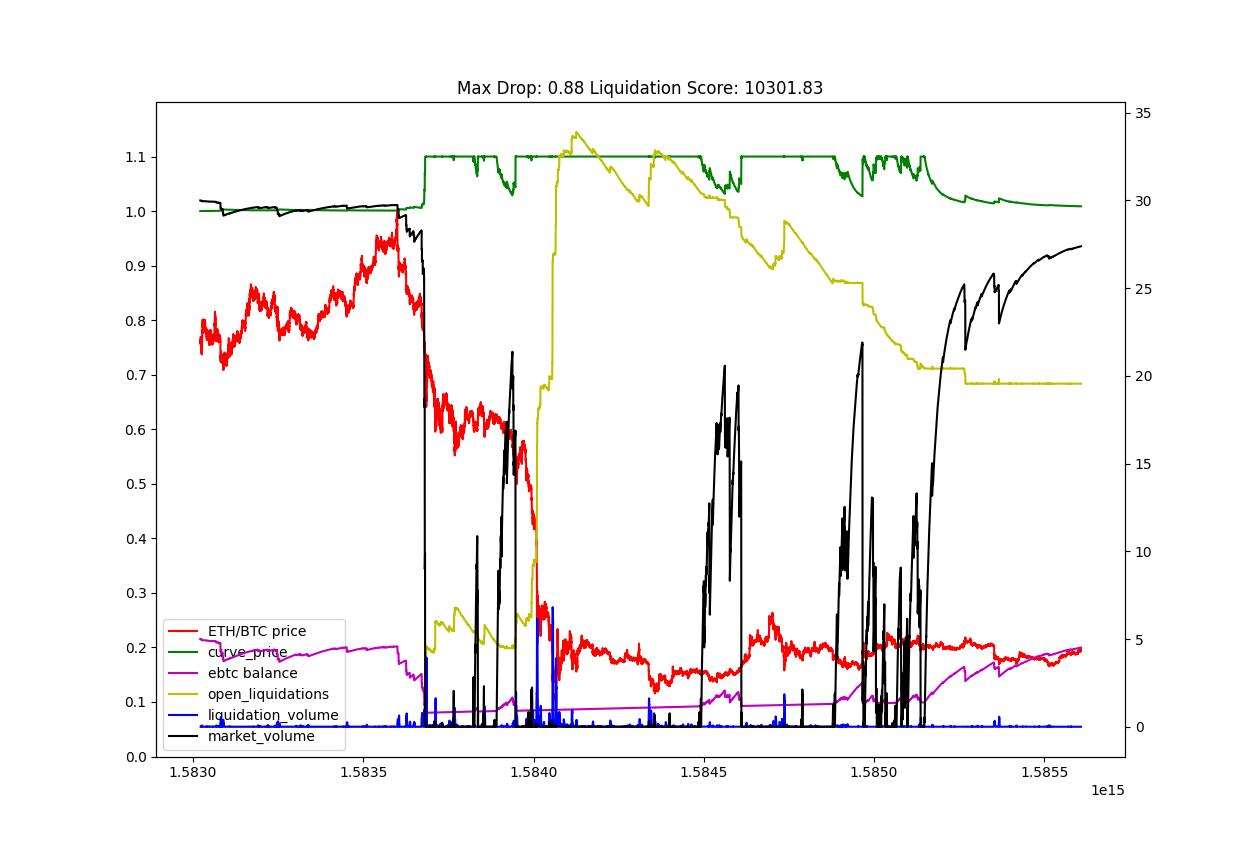 Max Drop: 0.88 Liquidation Score: 10301.83
1.1
1.0
0.9
0.8
0.7
0.6
0.5
0.4
0.3
0.2
0.1
0.0
35
30
25
20
15
10
5
0
ETH/BTC price
curve_price
ebtc balance
open_liquidations
liquidation_volume
market_volume
1.5830 1.5835 1.5840 1.5845 1.5850 1.5855
1e15